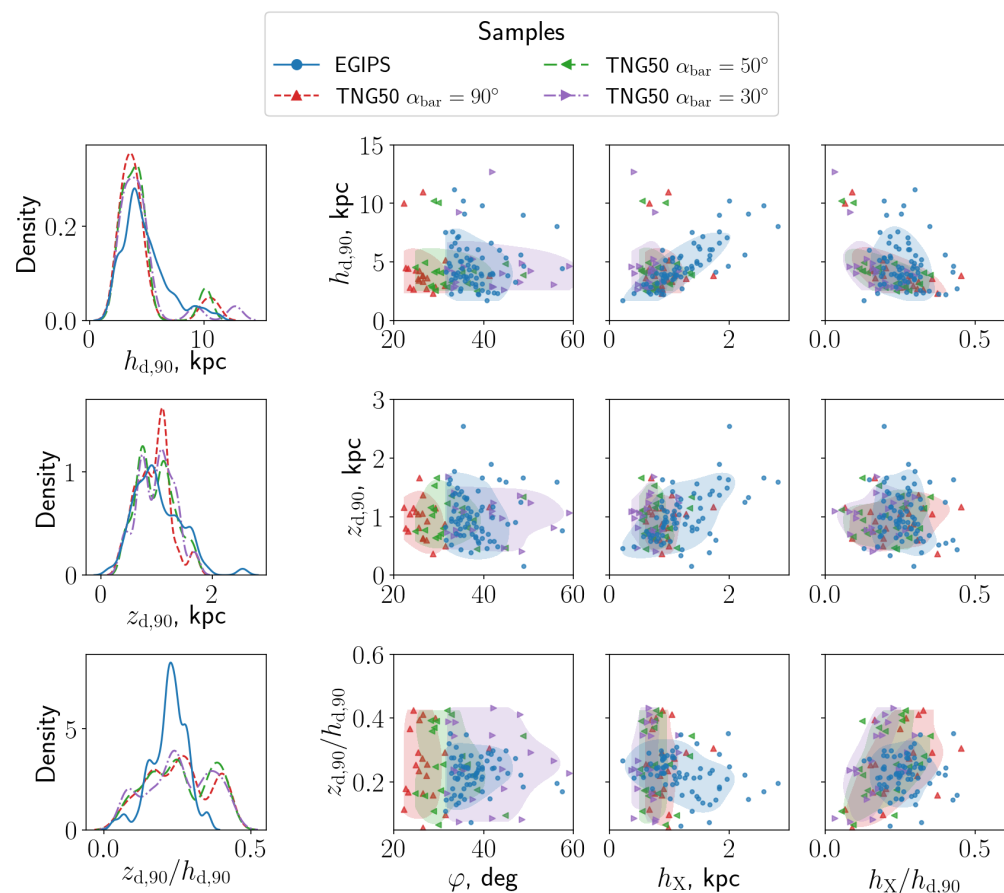 Samples
EGIPS
TNG50 α_bar = 90°
TNG50 α_bar = 50°
TNG50 α_bar = 30°
Density
0.0 0.2
0 10
h_d,90, kpc
h_d,90, kpc
0 5 10 15
20 40 60
0 2
0.0 0.5
Density
0 1
0 2
z_d,90, kpc
z_d,90, kpc
0 1 2 3
20 40 60
0 2
0.0 0.5
Density
0 5
0.0 0.5
z_d,90/h_d,90
z_d,90/h_d,90
0.2 0.4 0.6
20 40 60
φ, deg
0 2
h_X, kpc
0.0 0.5
h_X/h_d,90